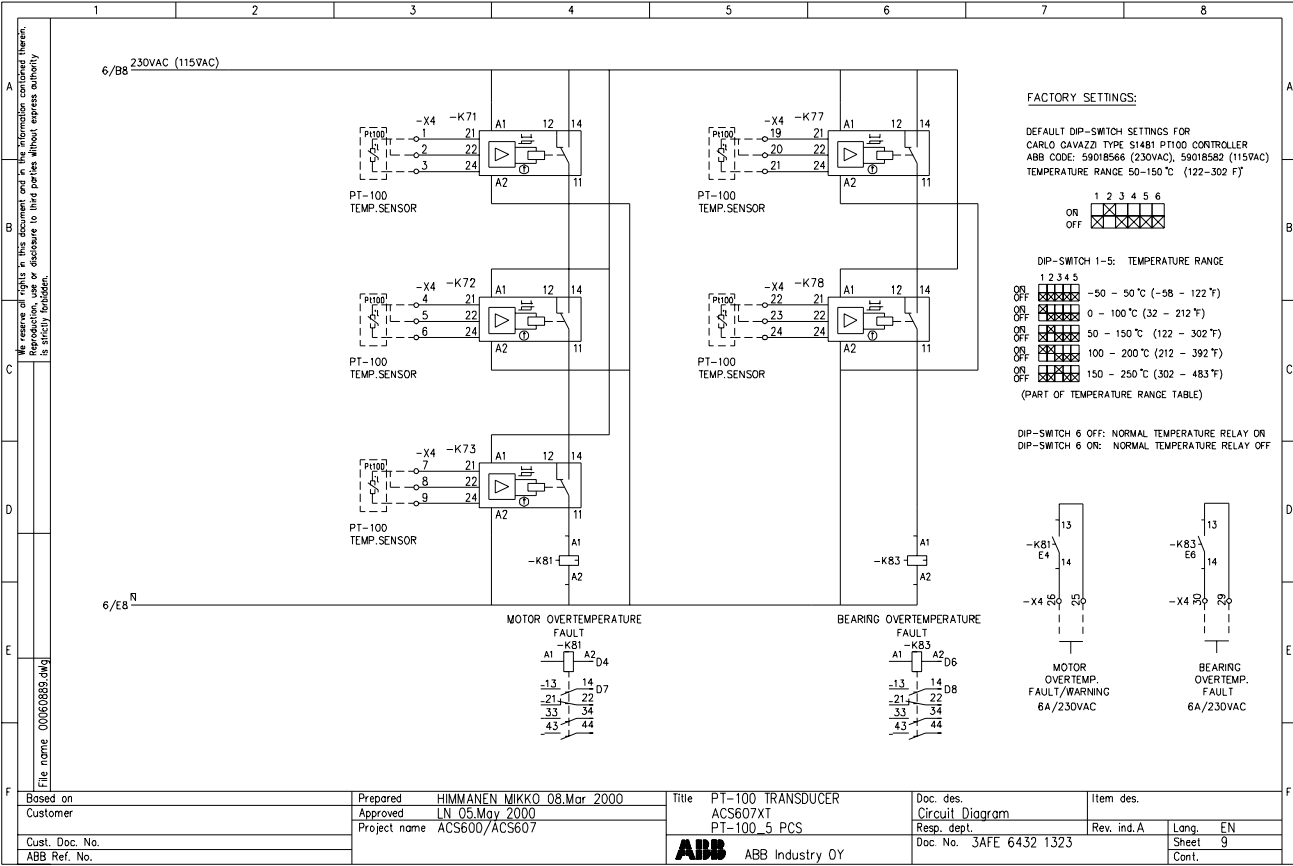 1 2 3 4 5 6 7 8
A
B
C
D
E
F
We reserve all rights in this document and in the information contained therein.
Reproduction, use or disclosure to third parties without express authority
is strictly forbidden.
File name 00060889.dwg
6/B8 230VAC (115VAC)
-X4 -K71
Pt100
1 21
2 22
3 24
A1 12 14
A2 11
PT-100
TEMP.SENSOR
-X4 -K77
Pt100
19 21
20 22
21 24
A1 12 14
A2 11
PT-100
TEMP.SENSOR
-X4 -K72
Pt100
4 21
5 22
6 24
A1 12 14
A2 11
PT-100
TEMP.SENSOR
-X4 -K78
Pt100
22 21
23 22
24 24
A1 12 14
A2 11
PT-100
TEMP.SENSOR
-X4 -K73
Pt100
7 21
8 22
9 24
A1 12 14
A2 11
PT-100
TEMP.SENSOR
A1
-K81
A2
A1
-K83
A2
6/E8 N
MOTOR OVERTEMPERATURE
FAULT
-K81
A1 A2 D4
13 14 D7
21 22
33 34
43 44
BEARING OVERTEMPERATURE
FAULT
-K83
A1 A2 D6
13 14 D8
21 22
33 34
43 44
FACTORY SETTINGS:
DEFAULT DIP-SWITCH SETTINGS FOR
CARLO GAVAZZI TYPE S1481 PT100 CONTROLLER
ABB CODE: 59018566 (230VAC), 59018582 (115VAC)
TEMPERATURE RANGE 50-150 °C (122-302 F)°
1 2 3 4 5 6
ON
OFF
DIP-SWITCH 1-5: TEMPERATURE RANGE
1 2 3 4 5
ON
OFF -50 - 50 °C (-58 - 122 °F)
ON
OFF 0 - 100 °C (32 - 212 °F)
ON
OFF 50 - 150 °C (122 - 302 °F)
ON
OFF 100 - 200 °C (212 - 392 °F)
ON
OFF 150 - 250 °C (302 - 483 °F)
(PART OF TEMPERATURE RANGE TABLE)
DIP-SWITCH 6 OFF: NORMAL TEMPERATURE RELAY ON
DIP-SWITCH 6 ON: NORMAL TEMPERATURE RELAY OFF
13
-K81
E4
14
-X4 26 25
MOTOR
OVERTEMP.
FAULT/WARNING
6A/230VAC
13
-K83
E6
14
-X4 30 29
BEARING
OVERTEMP.
FAULT
6A/230VAC
Based on
Customer
Cust. Doc. No.
ABB Ref. No.
Prepared HIMMANEN MIKKO 08.Mar 2000
Approved LN 05.May 2000
Project name ACS600/ACS607
Title PT-100 TRANSDUCER
ACS607XT
PT-100_5 PCS
ABB ABB Industry OY
Doc. des.
Circuit Diagram
Resp. dept.
Doc. No. 3AFE 6432 1323
Item des.
Rev. ind. A
Lang. EN
Sheet 9
Cont.